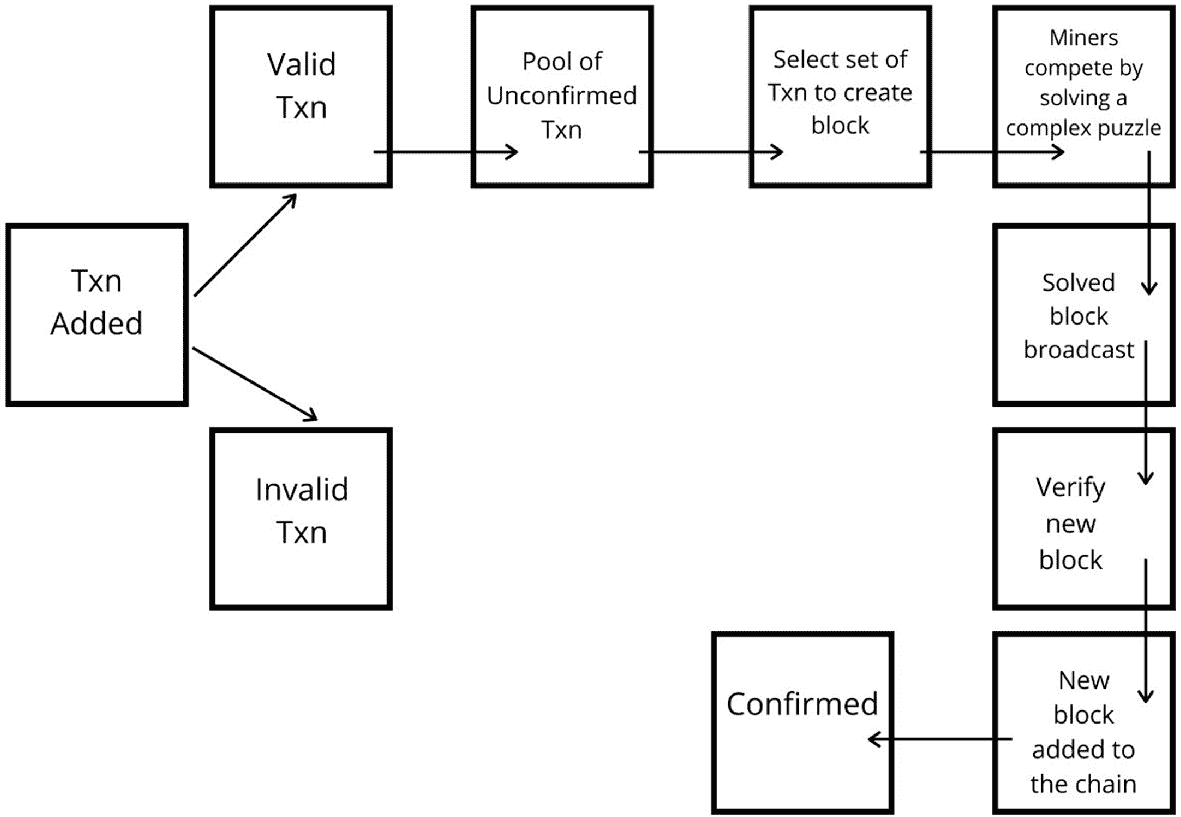 Txn
Added
Valid
Txn
Invalid
Txn
Pool of
Unconfirmed
Txn
Select set of
Txn to create
block
Miners
compete by
solving a
complex puzzle
Solved
block
broadcast
Verify
new
block
New
block
added to
the chain
Confirmed